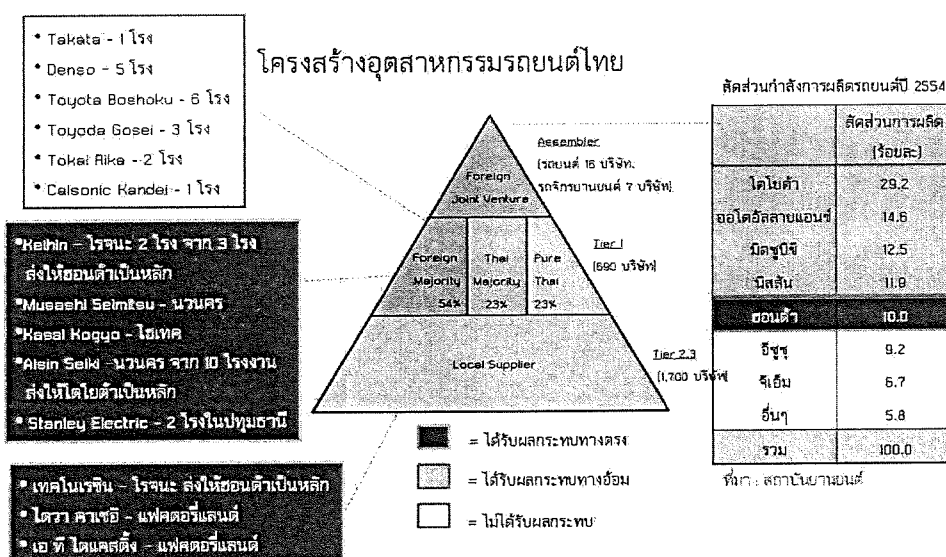 • Takata - 1 โรง
• Denso - 5 โรง
• Toyota Boshoku - 6 โรง
• Toyoda Gosei - 3 โรง
• Tokai Rika - 2 โรง
• Calsonic Kandei - 1 โรง
โครงสร้างอุตสาหกรรมรถยนต์ไทย
•Keihin – โรจนะ 2 โรง จาก 3 โรง
ส่งให้ฮอนด้าเป็นหลัก
•Musashi Seimitsu – นวนคร
•Kasai Kogyo – ไฮเทค
•Aisin Seiki –นวนคร จาก 10 โรงงาน
ส่งให้โตโยต้าเป็นหลัก
• Stanley Electric – 2 โรงในปทุมธานี
• เทคโนเรซิน – โรจนะ ส่งให้ฮอนด้าเป็นหลัก
• ไดวา คาเซอิ – แฟคตอรี่แลนด์
• เอ ที ไดแคสติ้ง – แฟคตอรี่แลนด์
Foreign
Joint Venture
Foreign
Majority
54%
Thai
Majority
23%
Pure
Thai
23%
Local Supplier
Assembler
(รถยนต์ 16 บริษัท,
รถจักรยานยนต์ 7 บริษัท)
Tier 1
(690 บริษัท)
Tier 2,3
(1,700 บริษัท)
= ได้รับผลกระทบทางตรง
= ได้รับผลกระทบทางอ้อม
= ไม่ได้รับผลกระทบ
สัดส่วนกำลังการผลิตรถยนต์ปี 2554
สัดส่วนการผลิต
(ร้อยละ)
โตโยต้า 29.2
ออโต้อัลลายแอนซ์ 14.6
มิตซูบิชิ 12.5
นิสสัน 11.9
ฮอนด้า 10.0
อีซูซุ 9.2
จีเอ็ม 6.7
อื่นๆ 5.8
รวม 100.0
ที่มา : สถาบันยานยนต์